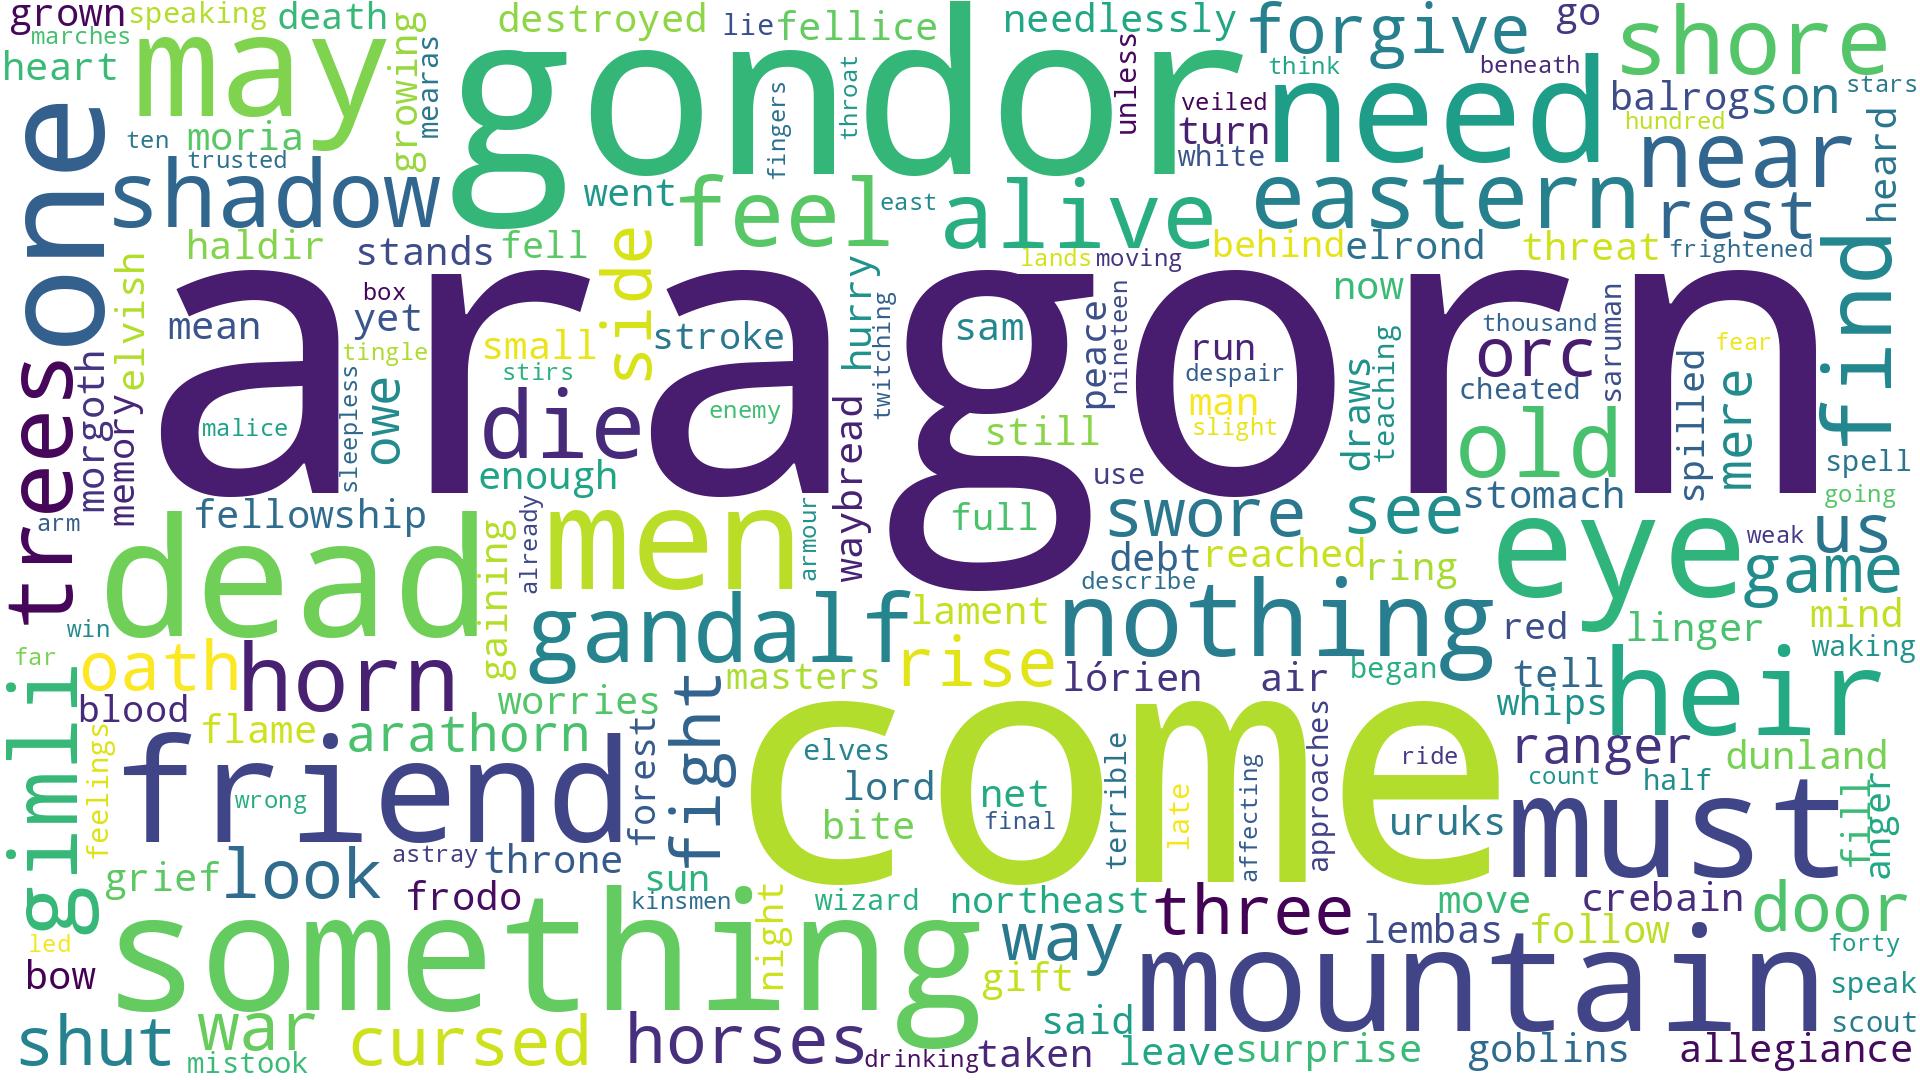 grown
speaking
death
destroyed
lie
fellice
needlessly
forgive
go
shore
marches
heart
may
growing
mearas
gondor
throat
fingers
unless
veiled
think
need
beneath
balrog
son
stars
hundred
ten
moria
trusted
turn
white
near
heard
one
shadow
went
feel
east
alive
eastern
rest
haldir
stands
fell
side
lands
moving
behind
elrond
threat
frightened
elvish
box
mean
yet
tingle
small
stirs
stroke
hurry
twitching
sam
peace
nineteen
run
despair
man
slight
now
draws
teaching
thousand
orc
cheated
saruman
spilled
fear
mere
find
aragorn
trees
morgoth
memory
malice
sleepless
owe
die
enemy
still
old
enough
waybread
use
stomach
spell
going
arm
fellowship
already
men
armour
full
swore
see
eye
weak
us
dead
gaining
debt
reached
ring
describe
game
win
gandalf
lament
nothing
red
linger
mind
waking
far
oath
horn
rise
masters
lórien
air
began
tell
heir
gimli
blood
worries
fight
whips
flame
arathorn
forest
elves
terrible
approaches
ride
ranger
dunland
feelings
friend
wrong
lord
net
bite
final
late
affecting
come
uruks
count
half
must
fill
anger
grief
look
astray
throne
frodo
sun
kinsmen
night
wizard
northeast
three
move
crebain
door
led
bow
something
way
gift
lembas
follow
forty
mountain
speak
shut
war
mistook
cursed
horses
drinking
taken
said
leave
surprise
goblins
scout
allegiance